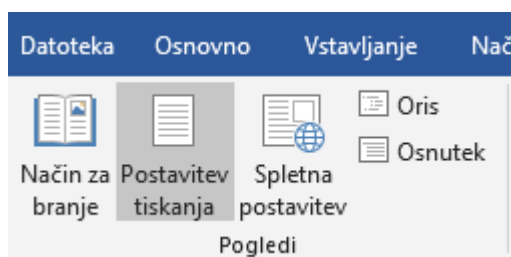 Datoteka Osnovno Vstavljanje Nač
Način za branje
Postavitev tiskanja
Spletna postavitev
Oris
Osnutek
Pogledi